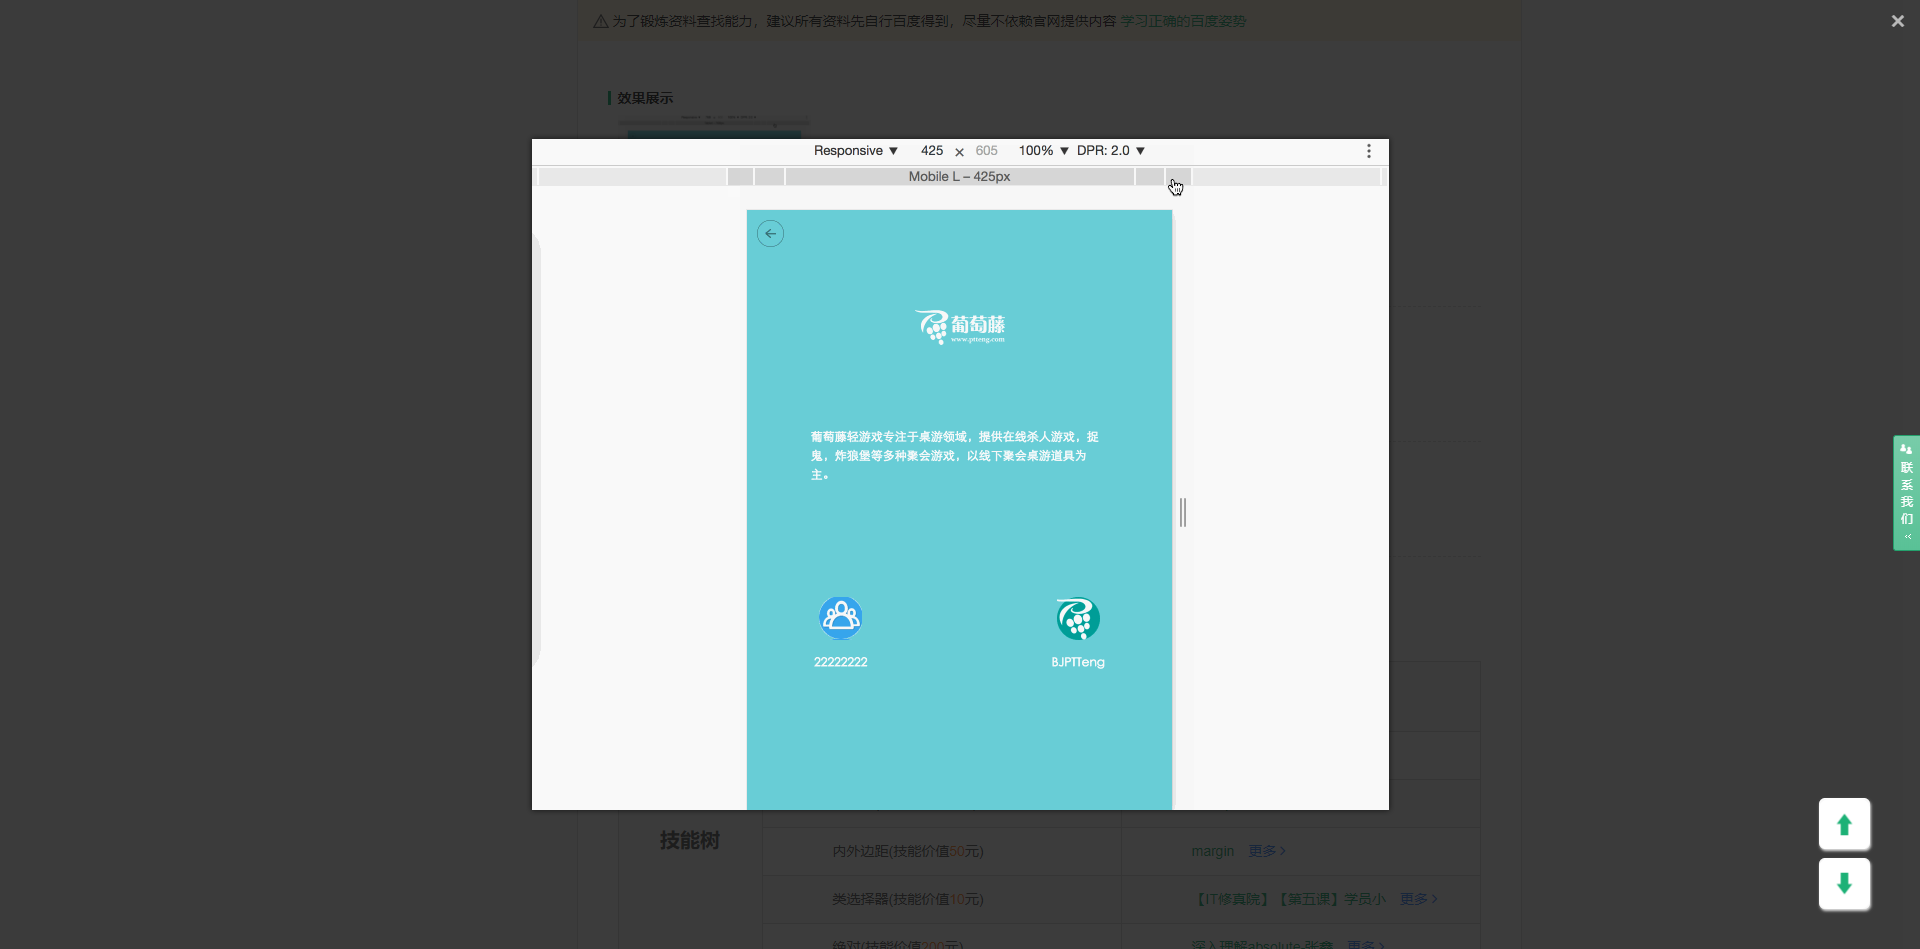 为了锻炼资料查找能力，建议所有资料先自行百度得到，尽量不依赖官网提供内容 学习正确的百度姿势
效果展示
Responsive ▼ 425 × 605 100% ▼ DPR: 2.0 ▼
Mobile L – 425px
葡萄藤
www.ptteng.com
葡萄藤轻游戏专注于桌游领域，提供在线杀人游戏，捉
鬼，炸狼堡等多种聚会游戏，以线下聚会桌游道具为
主。
22222222
BJPTTeng
联系我们
技能树
内外边距(技能价值50元) margin 更多
类选择器(技能价值10元) 【IT修真院】【第五课】学员小 更多
绝对(技能价值200元) 深入理解absolute-张鑫 更多